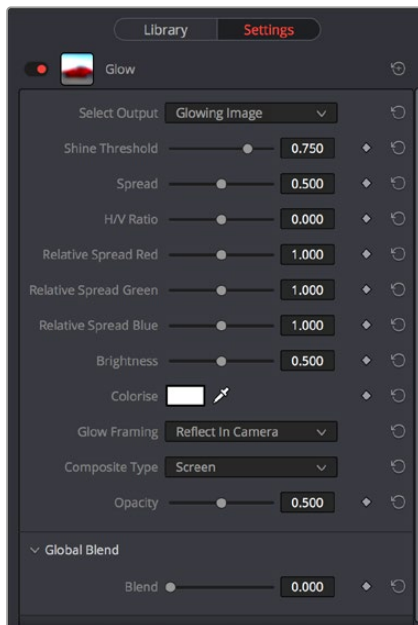 Library Settings
Glow
Select Output Glowing Image
Shine Threshold 0.750
Spread 0.500
H/V Ratio 0.000
Relative Spread Red 1.000
Relative Spread Green 1.000
Relative Spread Blue 1.000
Brightness 0.500
Colorise
Glow Framing Reflect In Camera
Composite Type Screen
Opacity 0.500
Global Blend
Blend 0.000